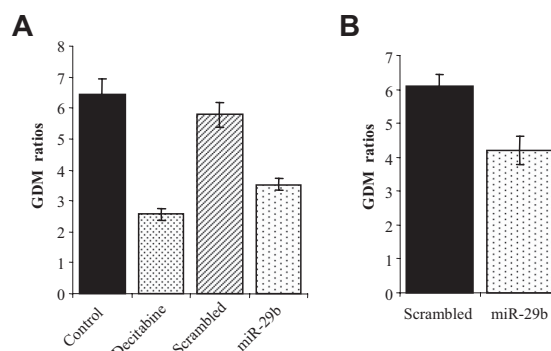 A
GDM ratios
8
7
6
5
4
3
2
1
0
Control
Decitabine
Scrambled
miR-29b
B
GDM ratios
7
6
5
4
3
2
1
0
Scrambled
miR-29b